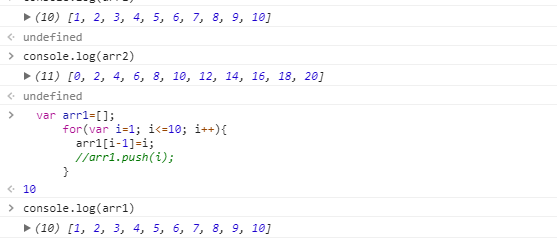 (10) [1, 2, 3, 4, 5, 6, 7, 8, 9, 10]
undefined
console.log(arr2)
(11) [0, 2, 4, 6, 8, 10, 12, 14, 16, 18, 20]
undefined
var arr1=[];
for(var i=1; i<=10; i++){
arr1[i-1]=i;
//arr1.push(i);
}
10
console.log(arr1)
(10) [1, 2, 3, 4, 5, 6, 7, 8, 9, 10]